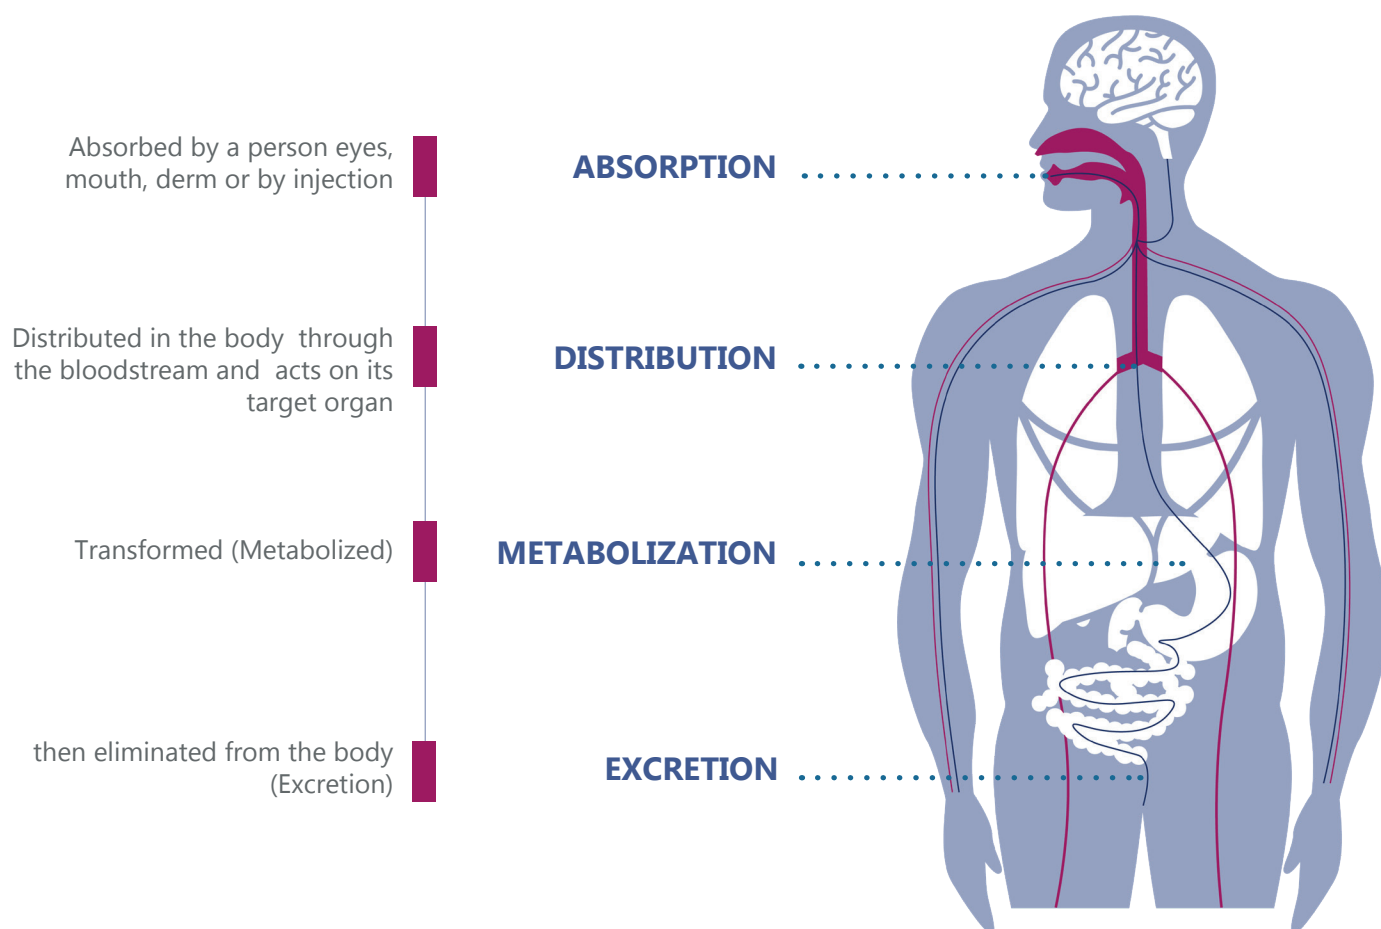 Absorbed by a person eyes,
mouth, derm or by injection
ABSORPTION
Distributed in the body  through
the bloodstream and  acts on its
target organ
DISTRIBUTION
Transformed (Metabolized)
METABOLIZATION
then eliminated from the body
(Excretion)
EXCRETION